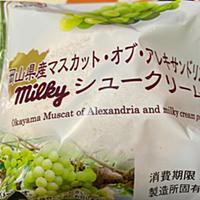 岡山県産マスカット・オブ・アレキサンドリ
Milky シュークリーム
Okayama Muscat of Alexandria and milky cream p
消費期限
製造所固有